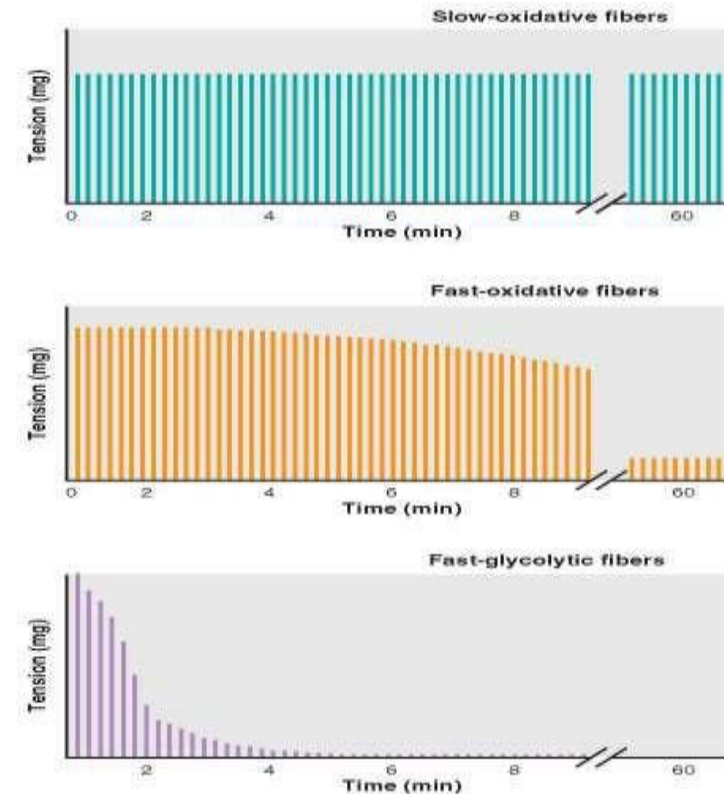 Slow-oxidative fibers
Tension (mg)
0 2 4 6 8 60
Time (min)
Fast-oxidative fibers
Tension (mg)
0 2 4 6 8 60
Time (min)
Fast-glycolytic fibers
Tension (mg)
2 4 6 8 60
Time (min)